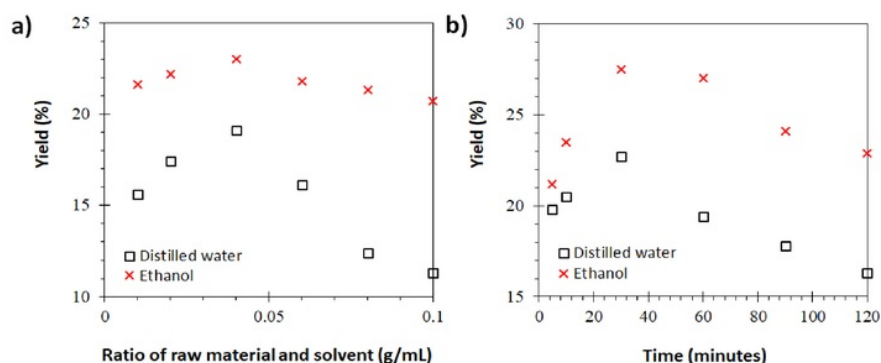 a)
25
20
15
10
Yield (%)
Distilled water
Ethanol
0
0.05
0.1
Ratio of raw material and solvent (g/mL)
b)
30
25
20
15
Yield (%)
Distilled water
Ethanol
0
20
40
60
80
100
120
Time (minutes)